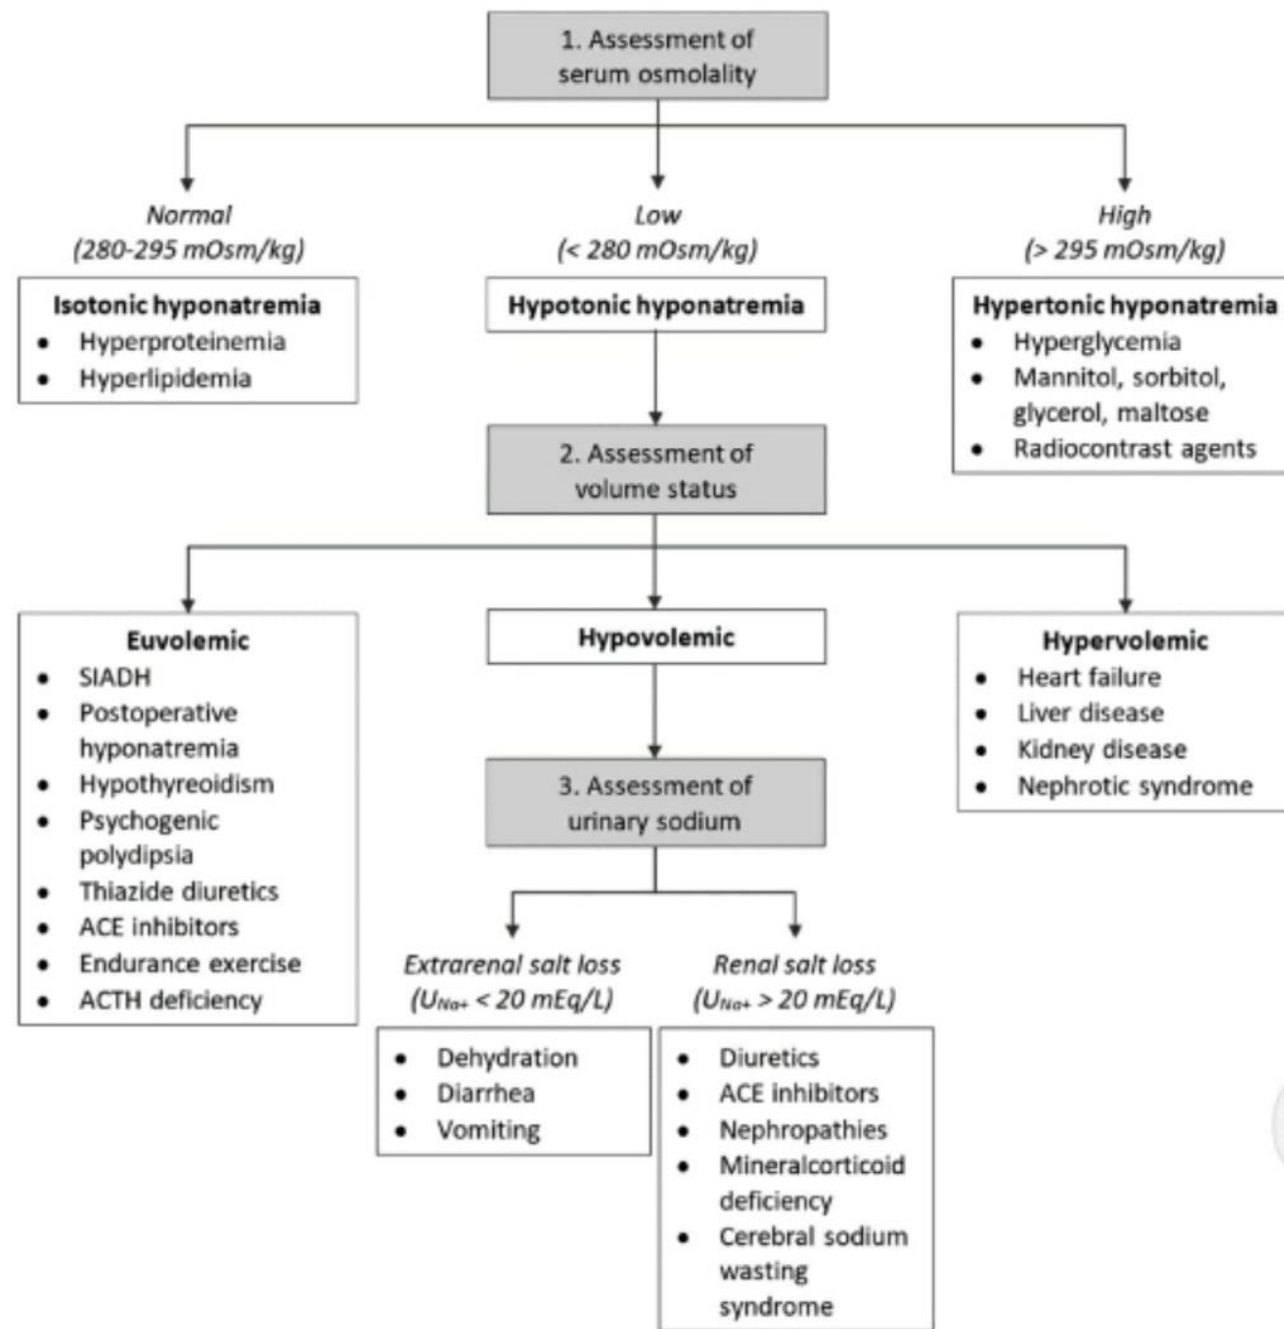 1. Assessment of
serum osmolality
Normal
(280-295 mOsm/kg)
Low
(< 280 mOsm/kg)
High
(> 295 mOsm/kg)
Isotonic hyponatremia
• Hyperproteinemia
• Hyperlipidemia
Hypotonic hyponatremia
Hypertonic hyponatremia
• Hyperglycemia
• Mannitol, sorbitol,
glycerol, maltose
• Radiocontrast agents
2. Assessment of
volume status
Euvolemic
• SIADH
• Postoperative
hyponatremia
• Hypothyreoidism
• Psychogenic
polydipsia
• Thiazide diuretics
• ACE inhibitors
• Endurance exercise
• ACTH deficiency
Hypovolemic
Hypervolemic
• Heart failure
• Liver disease
• Kidney disease
• Nephrotic syndrome
3. Assessment of
urinary sodium
Extrarenal salt loss
(UNa+ < 20 mEq/L)
Renal salt loss
(UNa+ > 20 mEq/L)
• Dehydration
• Diarrhea
• Vomiting
• Diuretics
• ACE inhibitors
• Nephropathies
• Mineralcorticoid
deficiency
• Cerebral sodium
wasting
syndrome